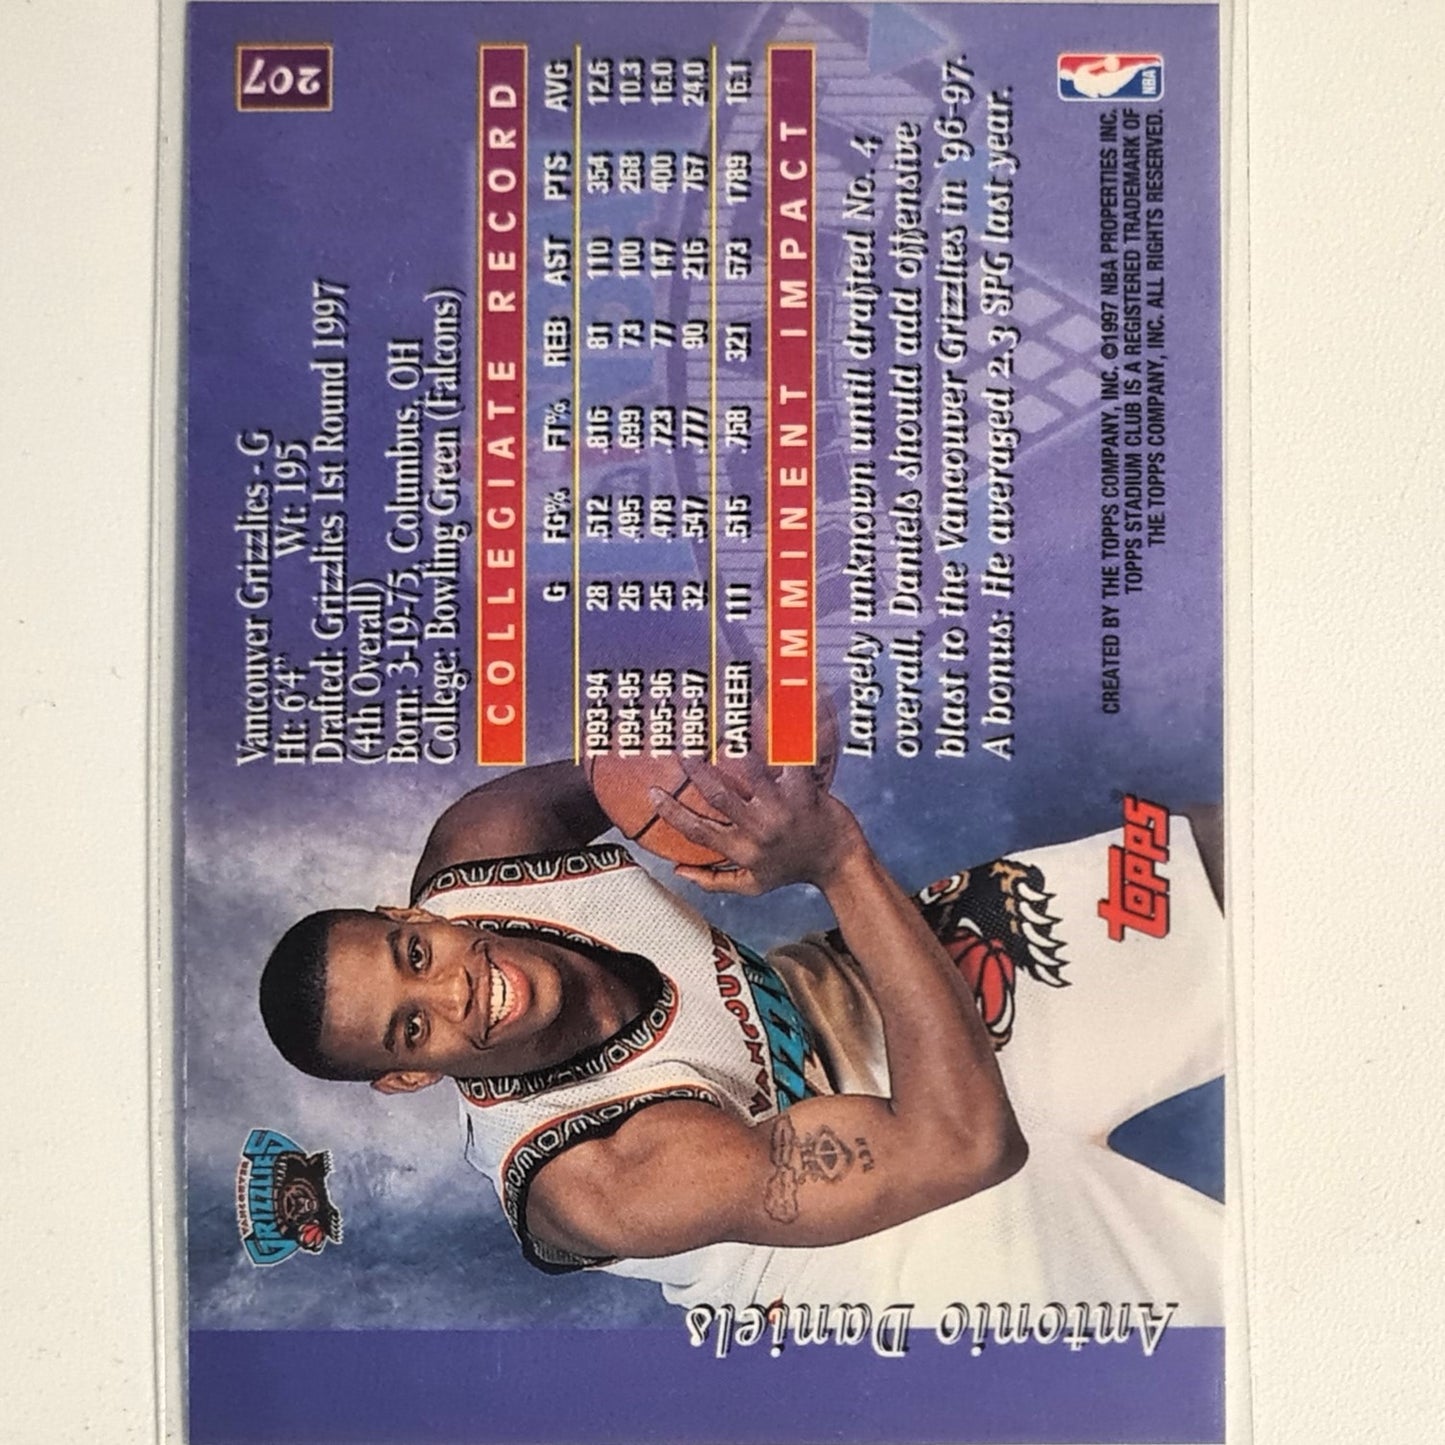 207
Vancouver Grizzlies - G
Ht: 6'4" Wt: 195
Drafted: Grizzlies 1st Round 1997
(4th Overall)
Born: 3-19-75, Columbus, OH
College: Bowling Green (Falcons)
COLLEGIATE RECORD
G FG% FT% REB AST PTS AVG
1993-94 28 .512 .816 81 110 354 12.6
1994-95 26 .495 .699 73 100 268 10.3
1995-96 25 .478 .723 77 147 400 16.0
1996-97 32 .547 .777 90 216 767 24.0
CAREER 111 .515 .758 321 573 1789 16.1
IMMINENT IMPACT
Largely unknown until drafted No. 4
overall, Daniels should add offensive
blast to the Vancouver Grizzlies in '96-97.
A bonus: He averaged 2.3 SPG last year.
CREATED BY THE TOPPS COMPANY, INC. ©1997 NBA PROPERTIES INC.
TOPPS STADIUM CLUB IS A REGISTERED TRADEMARK OF
THE TOPPS COMPANY, INC. ALL RIGHTS RESERVED.
NBA
TOPPS
VANCOUVER
GRIZZLIES
Antonio Daniels